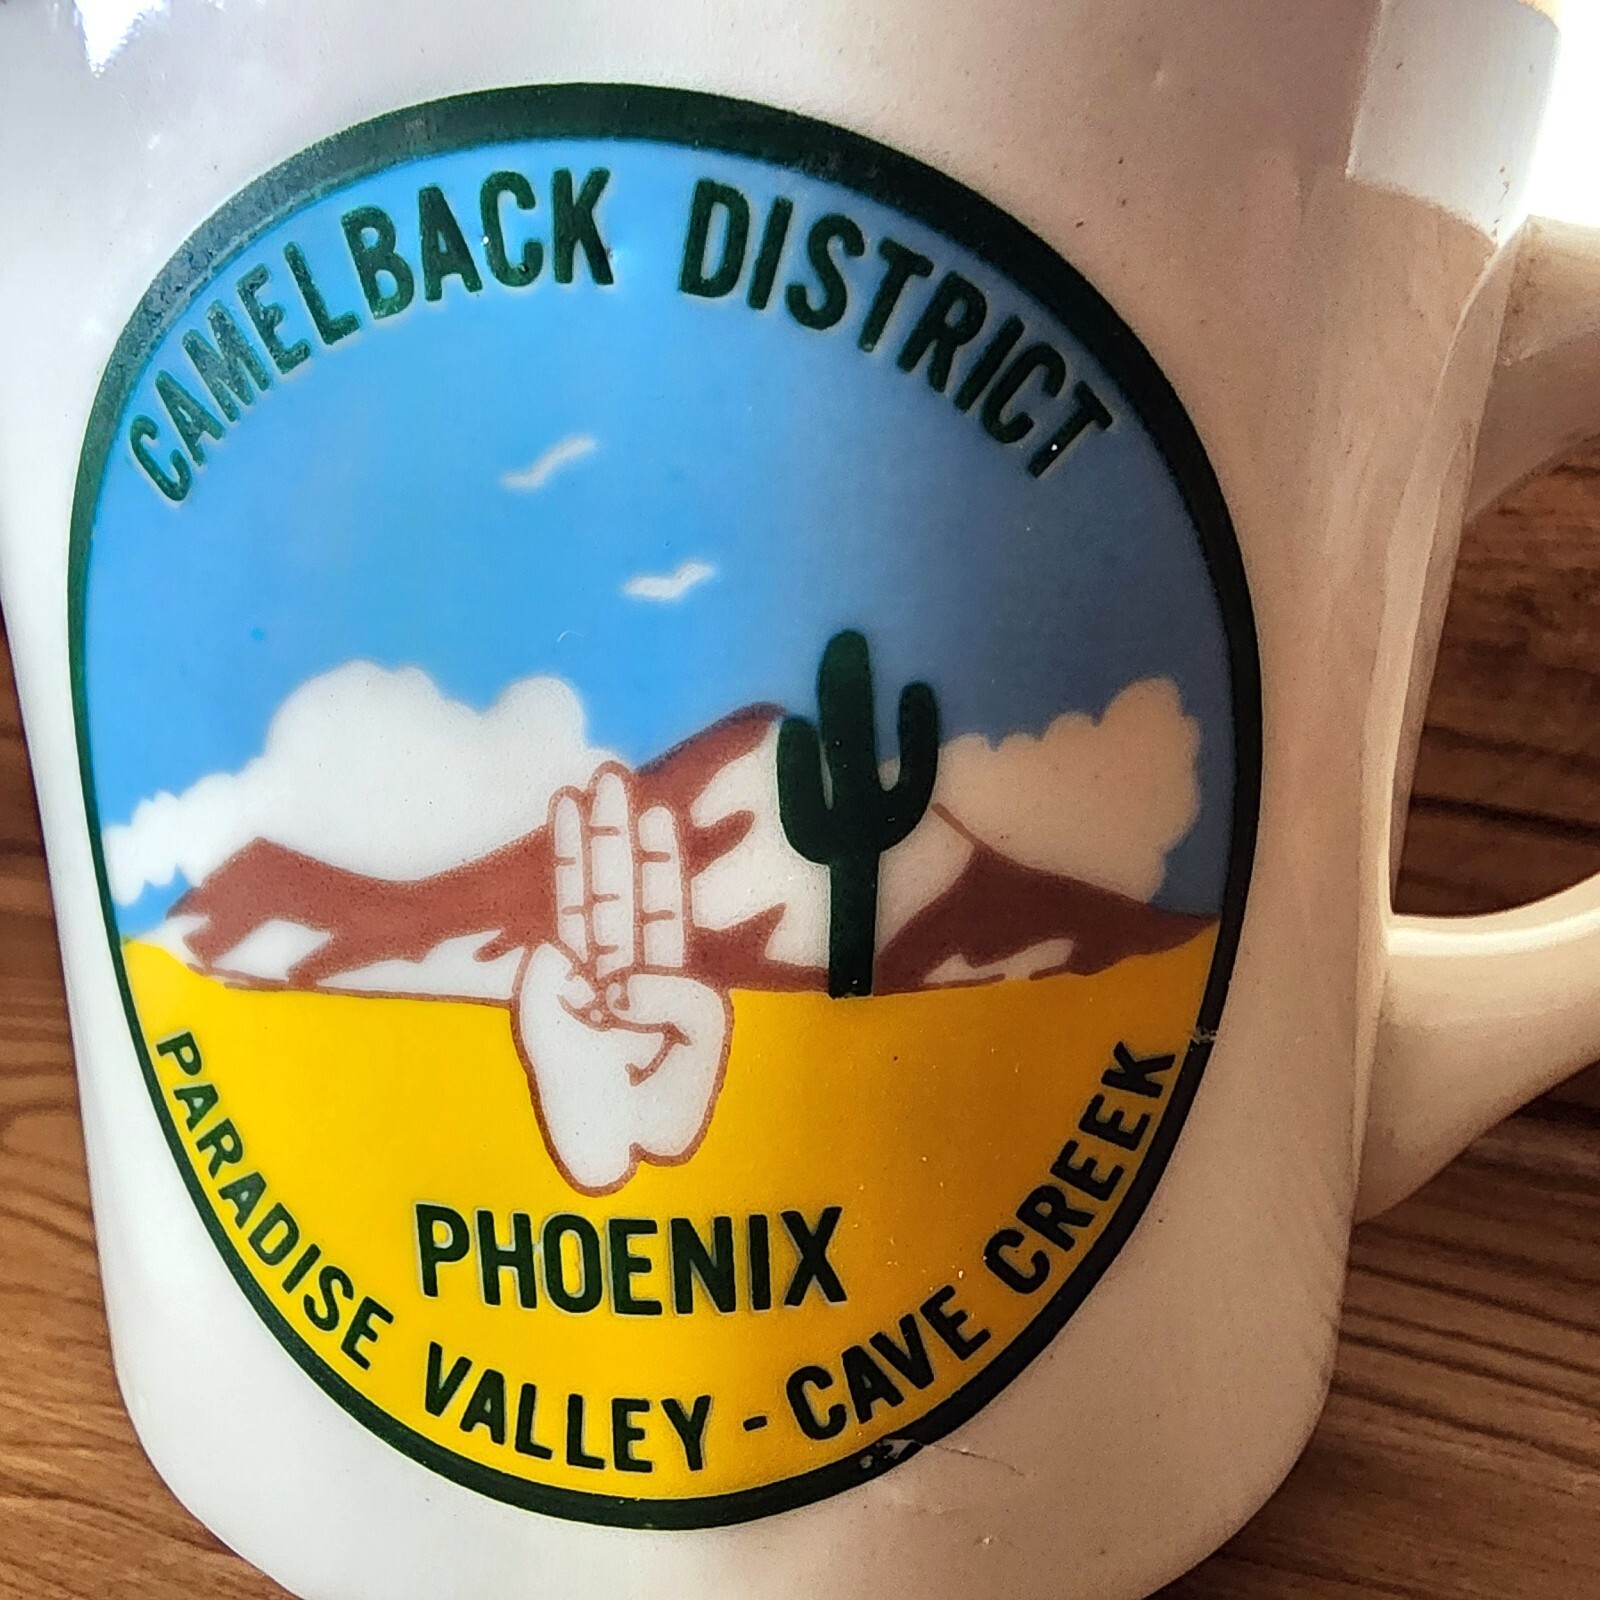 CAMELBACK DISTRICT
PHOENIX
PARADISE VALLEY - CAVE CREEK